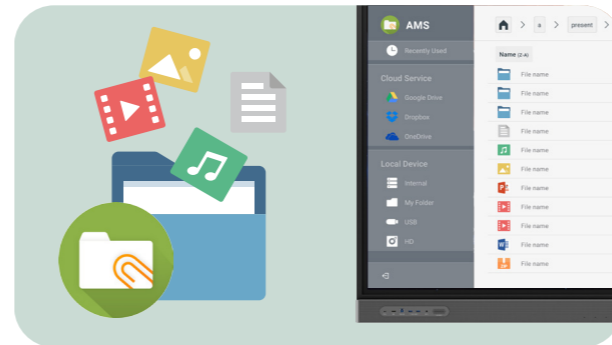 AMS
Recently Used
Cloud Service
Google Drive
Dropbox
OneDrive
Local Device
Internal
My Folder
USB
HD
> a > present >
Name (z-a)
File name
File name
File name
File name
File name
File name
File name
File name
File name
File name